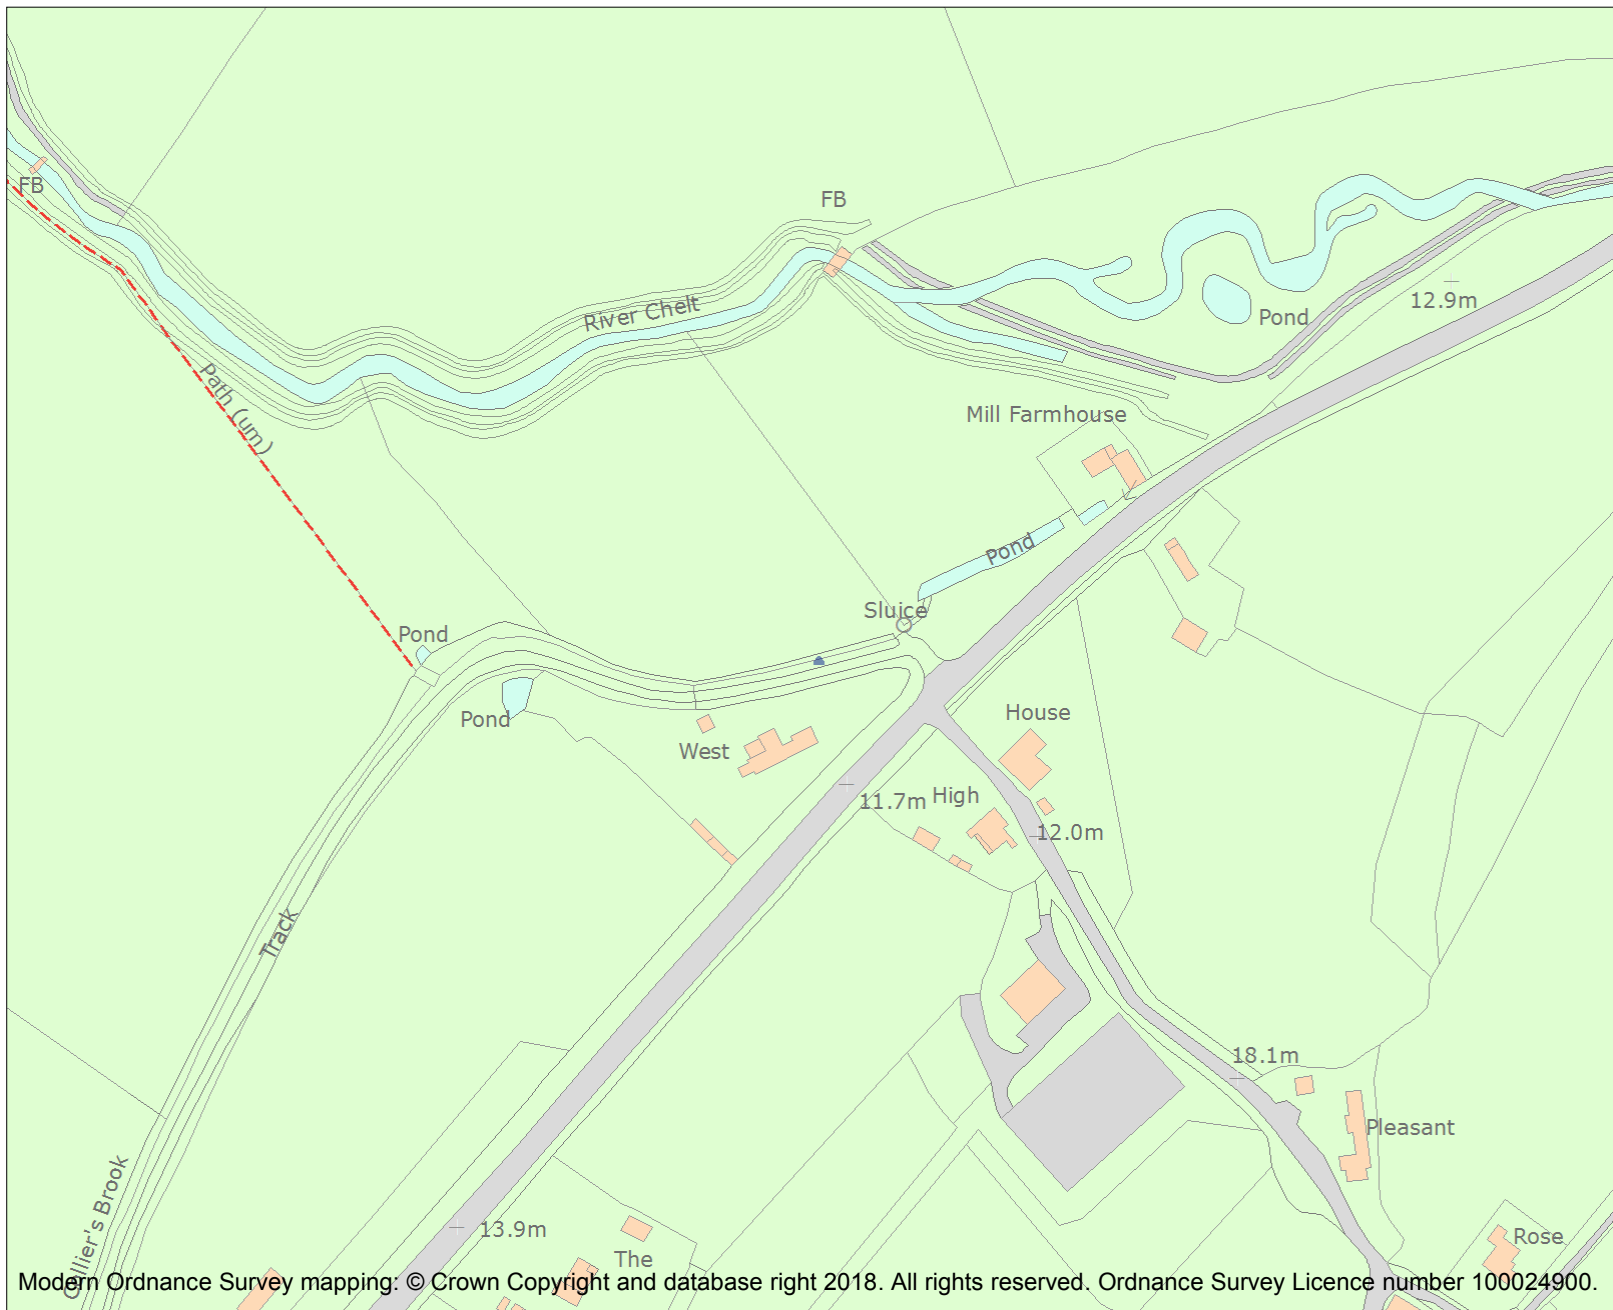 FB
FB
River Chelt
12.9m
Pond
Path (um)
Mill Farmhouse
Pond
Sluice
Pond
Pond
House
West
High
11.7m
12.0m
Track
18.1m
Pleasant
Collier's Brook
13.9m
Rose
The
Modern Ordnance Survey mapping: © Crown Copyright and database right 2018. All rights reserved. Ordnance Survey Licence number 100024900.